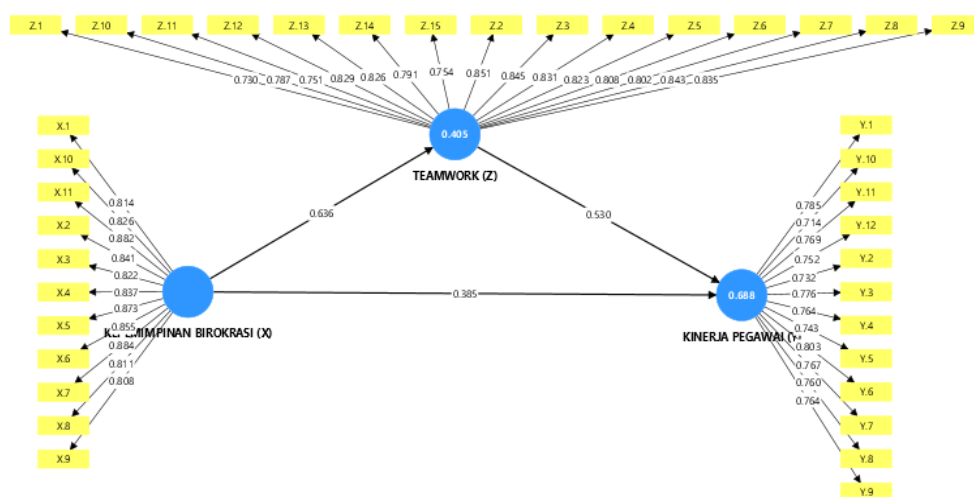 Z.1 Z.10 Z.11 Z.12 Z.13 Z.14 Z.15 Z.2 Z.3 Z.4 Z.5 Z.6 Z.7 Z.8 Z.9
0.730 0.787 0.751 0.829 0.826 0.791 0.754 0.851 0.845 0.831 0.823 0.808 0.802 0.843 0.835
0.405
TEAMWORK (Z)
X.1
X.10
X.11
X.2
X.3
X.4
X.5
X.6
X.7
X.8
X.9
0.814
0.826
0.882
0.841
0.822
0.837
0.873
0.855
0.884
0.811
0.808
KEPEMIMPINAN BIROKRASI (X)
0.636
0.530
0.385
0.688
KINERJA PEGAWAI (Y)
0.785
0.714
0.769
0.752
0.732
0.776
0.764
0.743
0.803
0.767
0.760
0.764
Y.1
Y.10
Y.11
Y.12
Y.2
Y.3
Y.4
Y.5
Y.6
Y.7
Y.8
Y.9